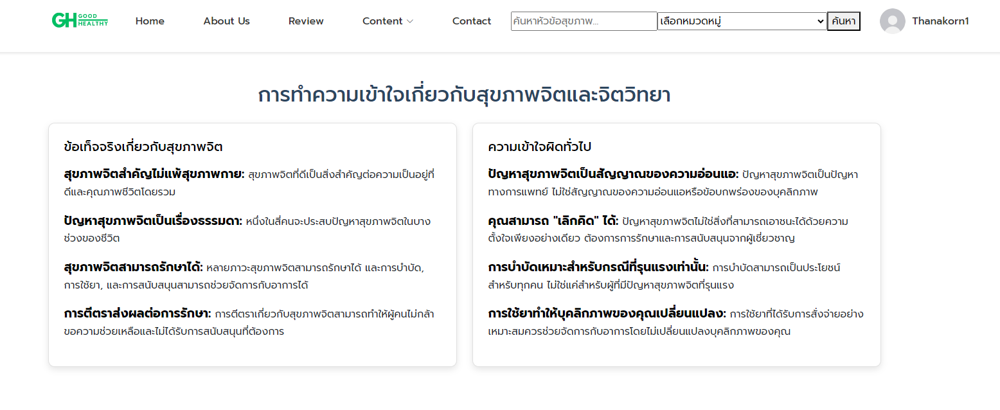 GH GOOD HEALTHY
Home About Us Review Content Contact ค้นหาหัวข้อสุขภาพ... เลือกหมวดหมู่ ค้นหา Thanakorn1
การทำความเข้าใจเกี่ยวกับสุขภาพจิตและจิตวิทยา
ข้อเท็จจริงเกี่ยวกับสุขภาพจิต
สุขภาพจิตสำคัญไม่แพ้สุขภาพกาย: สุขภาพจิตที่ดีเป็นสิ่งสำคัญต่อความเป็นอยู่ที่
ดีและคุณภาพชีวิตโดยรวม
ปัญหาสุขภาพจิตเป็นเรื่องธรรมดา: หนึ่งในสี่คนจะประสบปัญหาสุขภาพจิตในบาง
ช่วงของชีวิต
สุขภาพจิตสามารถรักษาได้: หลายภาวะสุขภาพจิตสามารถรักษาได้ และการบำบัด,
การใช้ยา, และการสนับสนุนสามารถช่วยจัดการกับอาการได้
การตีตราส่งผลต่อการรักษา: การตีตราเกี่ยวกับสุขภาพจิตสามารถทำให้ผู้คนไม่กล้า
ขอความช่วยเหลือและไม่ได้รับการสนับสนุนที่ต้องการ
ความเข้าใจผิดทั่วไป
ปัญหาสุขภาพจิตเป็นสัญญาณของความอ่อนแอ: ปัญหาสุขภาพจิตเป็นปัญหา
ทางการแพทย์ ไม่ใช่สัญญาณของความอ่อนแอหรือข้อบกพร่องของบุคลิกภาพ
คุณสามารถ "เลิกคิด" ได้: ปัญหาสุขภาพจิตไม่ใช่สิ่งที่สามารถเอาชนะได้ด้วยความ
ตั้งใจเพียงอย่างเดียว ต้องการการรักษาและการสนับสนุนจากผู้เชี่ยวชาญ
การบำบัดเหมาะสำหรับกรณีที่รุนแรงเท่านั้น: การบำบัดสามารถเป็นประโยชน์
สำหรับทุกคน ไม่ใช่แค่สำหรับผู้ที่มีปัญหาสุขภาพจิตที่รุนแรง
การใช้ยาทำให้บุคลิกภาพของคุณเปลี่ยนแปลง: การใช้ยาที่ได้รับการสั่งจ่ายอย่าง
เหมาะสมควรช่วยจัดการกับอาการโดยไม่เปลี่ยนแปลงบุคลิกภาพของคุณ